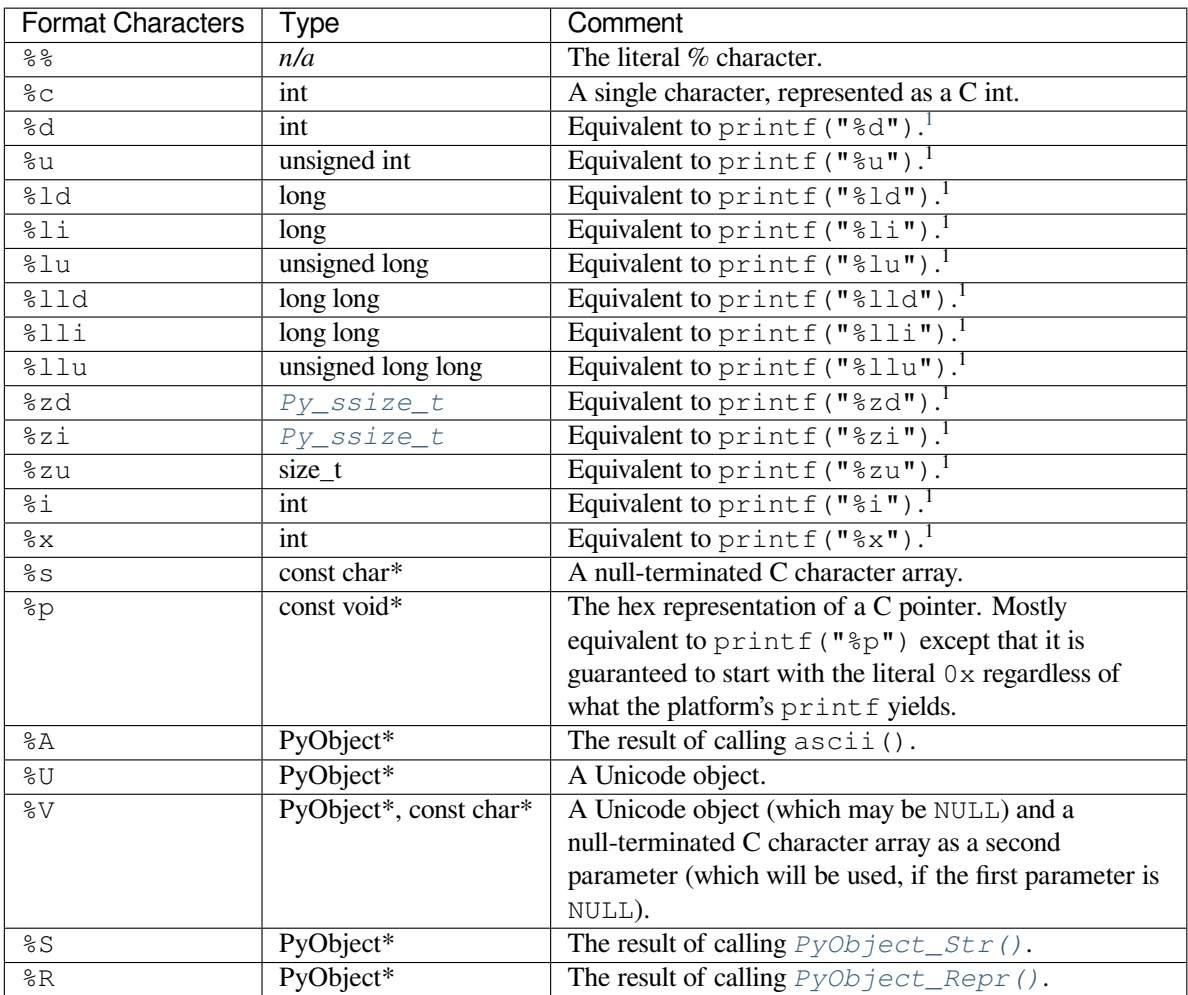 Format Characters Type Comment
%% n/a The literal % character.
%c int A single character, represented as a C int.
%d int Equivalent to printf("%d").1
%u unsigned int Equivalent to printf("%u").1
%ld long Equivalent to printf("%ld").1
%li long Equivalent to printf("%li").1
%lu unsigned long Equivalent to printf("%lu").1
%lld long long Equivalent to printf("%lld").1
%lli long long Equivalent to printf("%lli").1
%llu unsigned long long Equivalent to printf("%llu").1
%zd Py_ssize_t Equivalent to printf("%zd").1
%zi Py_ssize_t Equivalent to printf("%zi").1
%zu size_t Equivalent to printf("%zu").1
%i int Equivalent to printf("%i").1
%x int Equivalent to printf("%x").1
%s const char* A null-terminated C character array.
%p const void* The hex representation of a C pointer. Mostly
equivalent to printf("%p") except that it is
guaranteed to start with the literal 0x regardless of
what the platform's printf yields.
%A PyObject* The result of calling ascii().
%U PyObject* A Unicode object.
%V PyObject*, const char* A Unicode object (which may be NULL) and a
null-terminated C character array as a second
parameter (which will be used, if the first parameter is
NULL).
%S PyObject* The result of calling PyObject_Str().
%R PyObject* The result of calling PyObject_Repr().